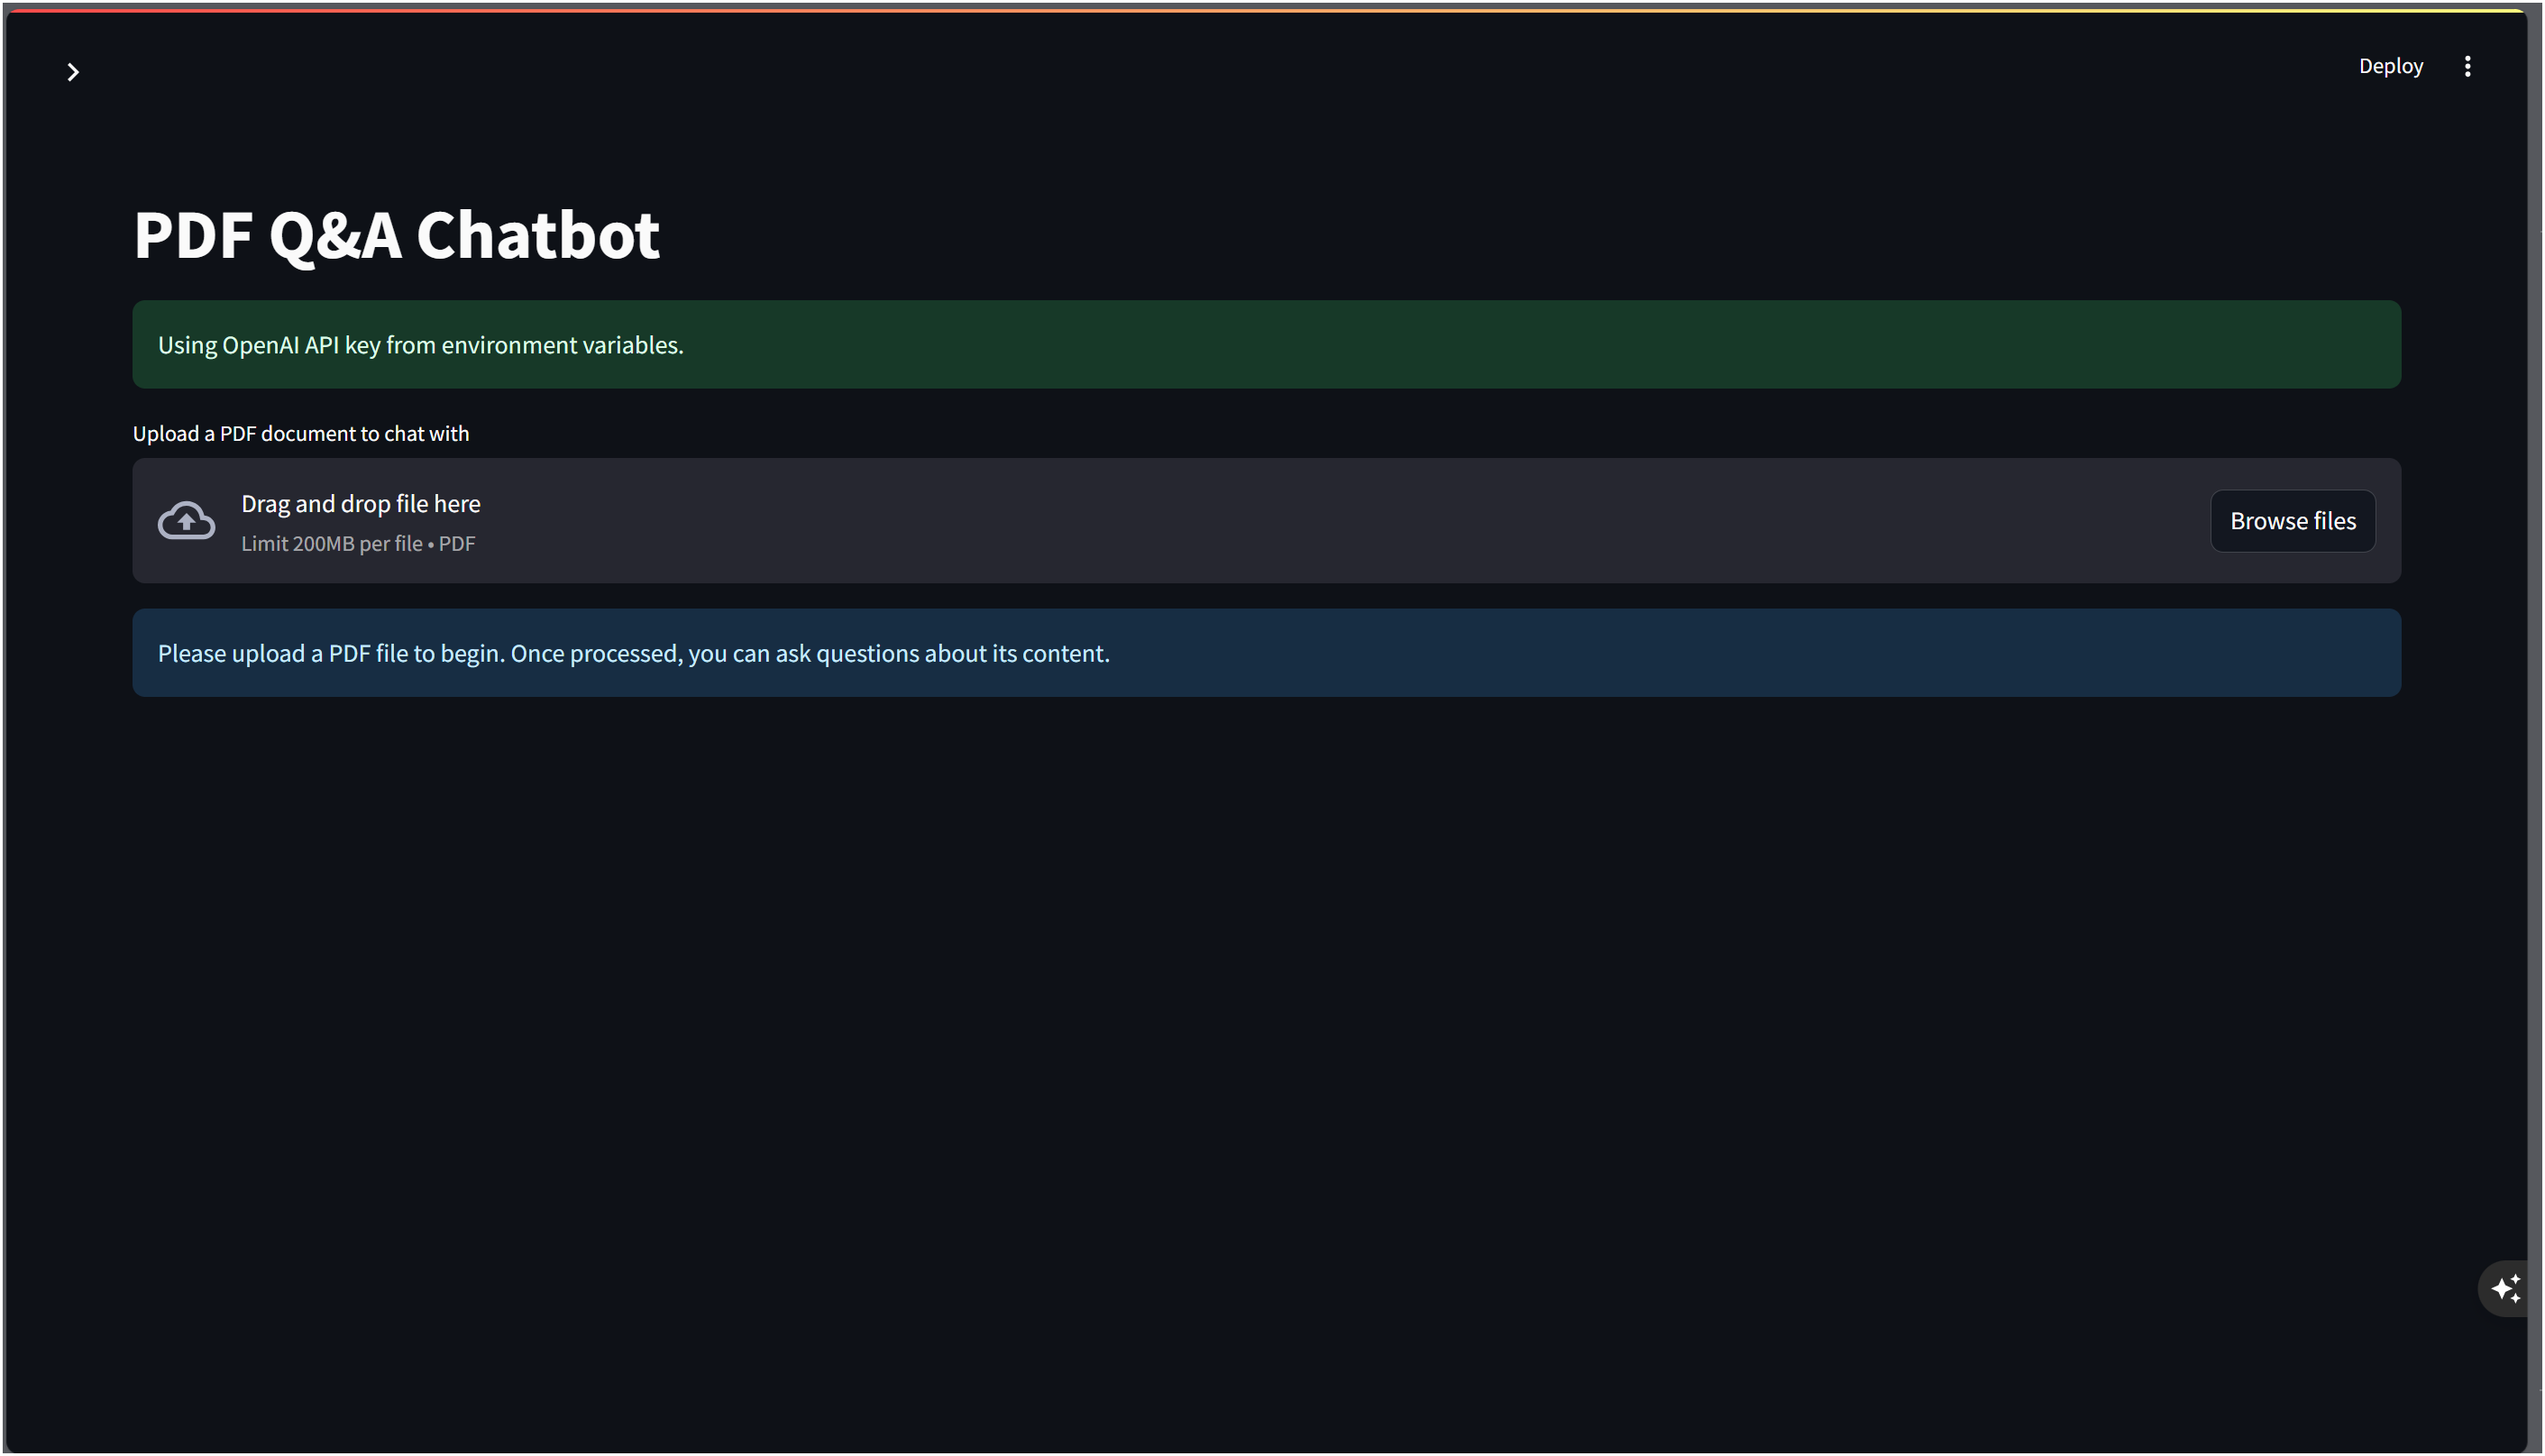 Deploy
PDF Q&A Chatbot
Using OpenAI API key from environment variables.
Upload a PDF document to chat with
Drag and drop file here
Limit 200MB per file • PDF
Browse files
Please upload a PDF file to begin. Once processed, you can ask questions about its content.